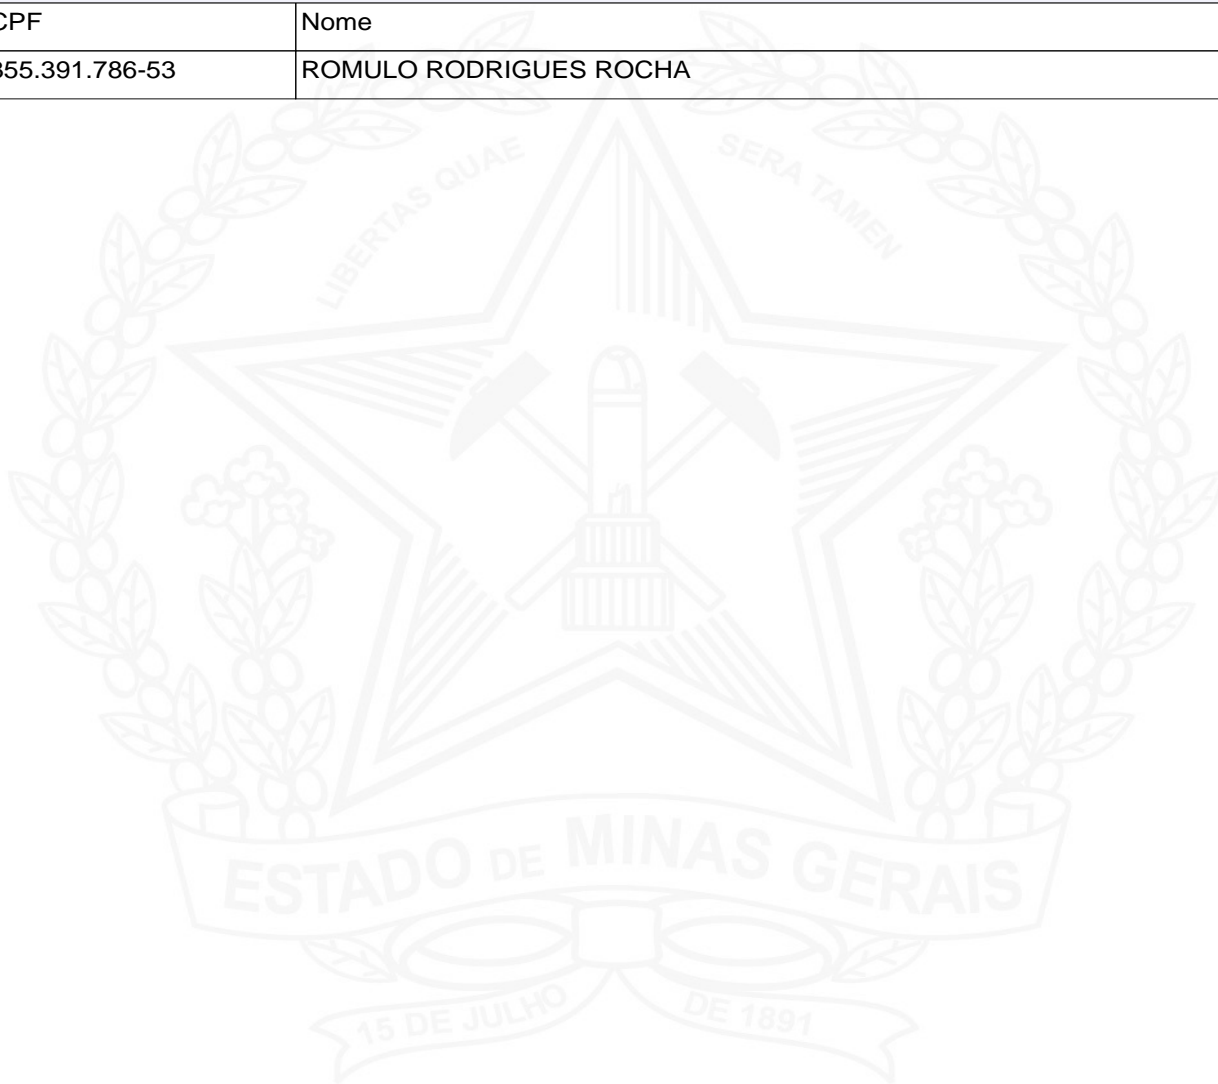 CPF Nome
855.391.786-53 ROMULO RODRIGUES ROCHA
LIBERTAS QUAE SERA TAMEN
ESTADO DE MINAS GERAIS
15 DE JULHO DE 1891